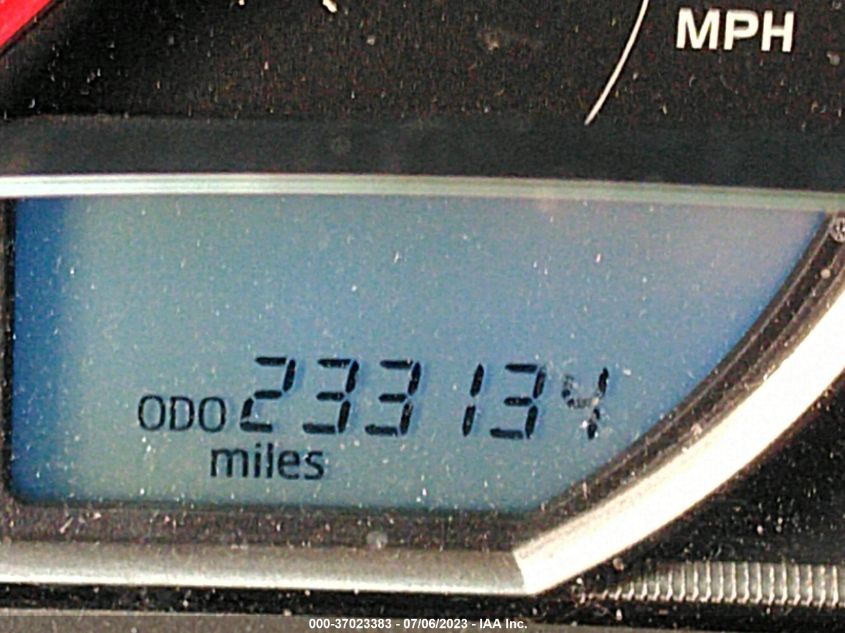 MPH
ODO 233134
miles
000-37023383 - 07/06/2023 - IAA Inc.